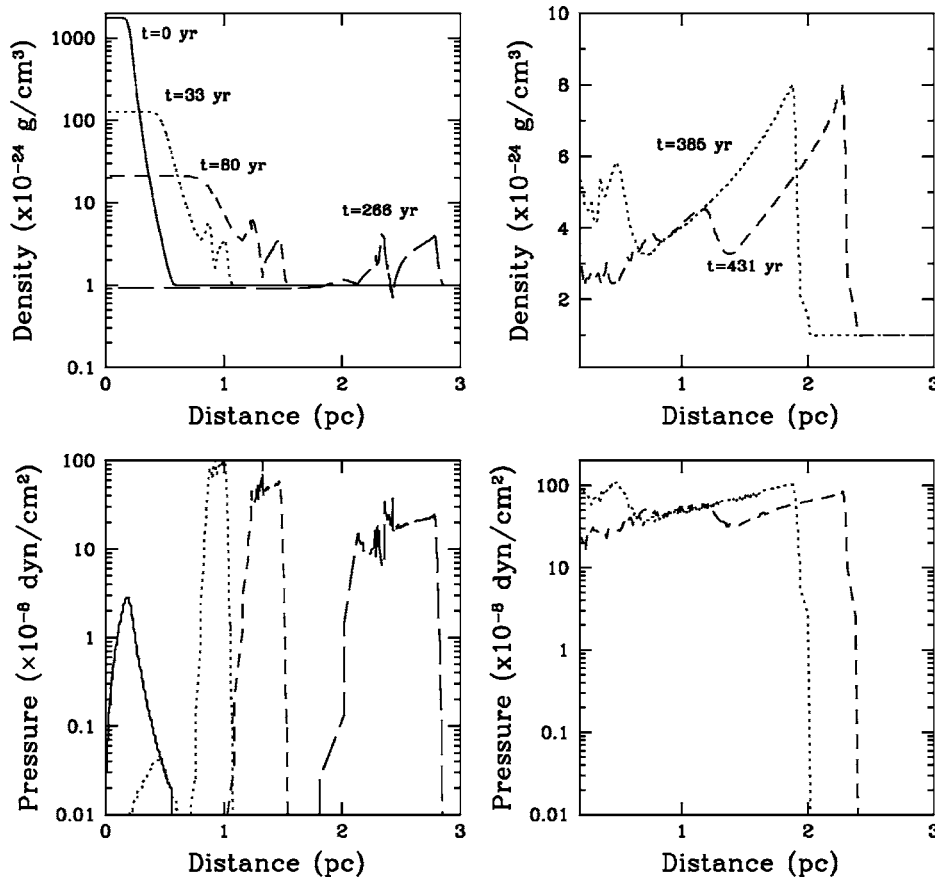 1000
100
10
1
0.1
Density (x10⁻²⁴ g/cm³)
t=0 yr
t=33 yr
t=80 yr
t=266 yr
0 1 2 3
Distance (pc)
10
8
6
4
2
Density (x10⁻²⁴ g/cm³)
t=385 yr
t=431 yr
1 2 3
Distance (pc)
100
10
1
0.1
0.01
Pressure (×10⁻⁸ dyn/cm²)
0 1 2 3
Distance (pc)
100
10
1
0.1
0.01
Pressure (x10⁻⁸ dyn/cm²)
1 2 3
Distance (pc)